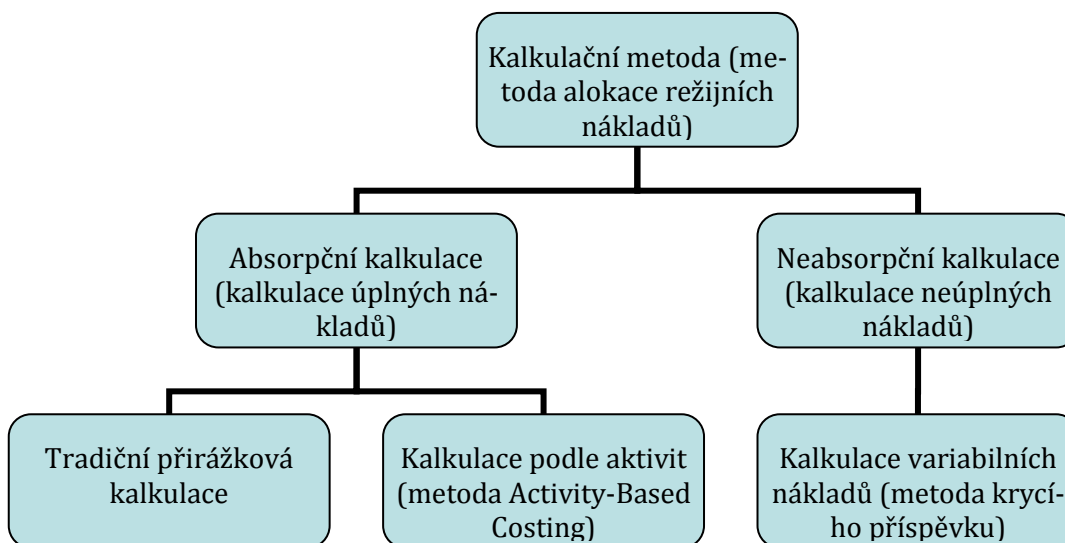 Kalkulační metoda (me-
toda alokace režijních
nákladů)
Absorpční kalkulace
(kalkulace úplných ná-
kladů)
Neabsorpční kalkulace
(kalkulace neúplných
nákladů)
Tradiční přirážková
kalkulace
Kalkulace podle aktivit
(metoda Activity-Based
Costing)
Kalkulace variabilních
nákladů (metoda krycí-
ho příspěvku)